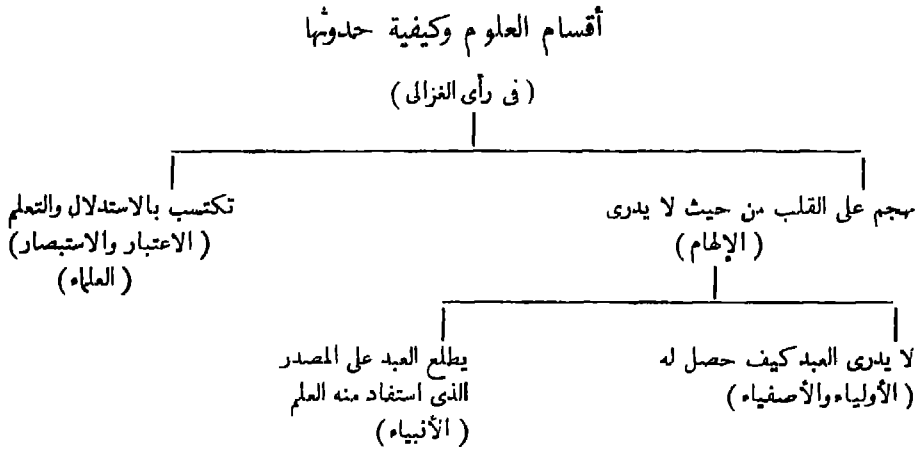 أقسام العلوم وكيفية حدوثها
( فى رأى الغزالى )
تهجم على القلب من حيث لا يدرى
( الإلهام )
تكتسب بالاستدلال والتعلم
( الاعتبار والاستبصار )
( العلماء )
لا يدرى العبد كيف حصل له
( الأولياء والأصفياء )
يطلع العبد على المصدر
الذى استفاد منه العلم
( الأنبياء )